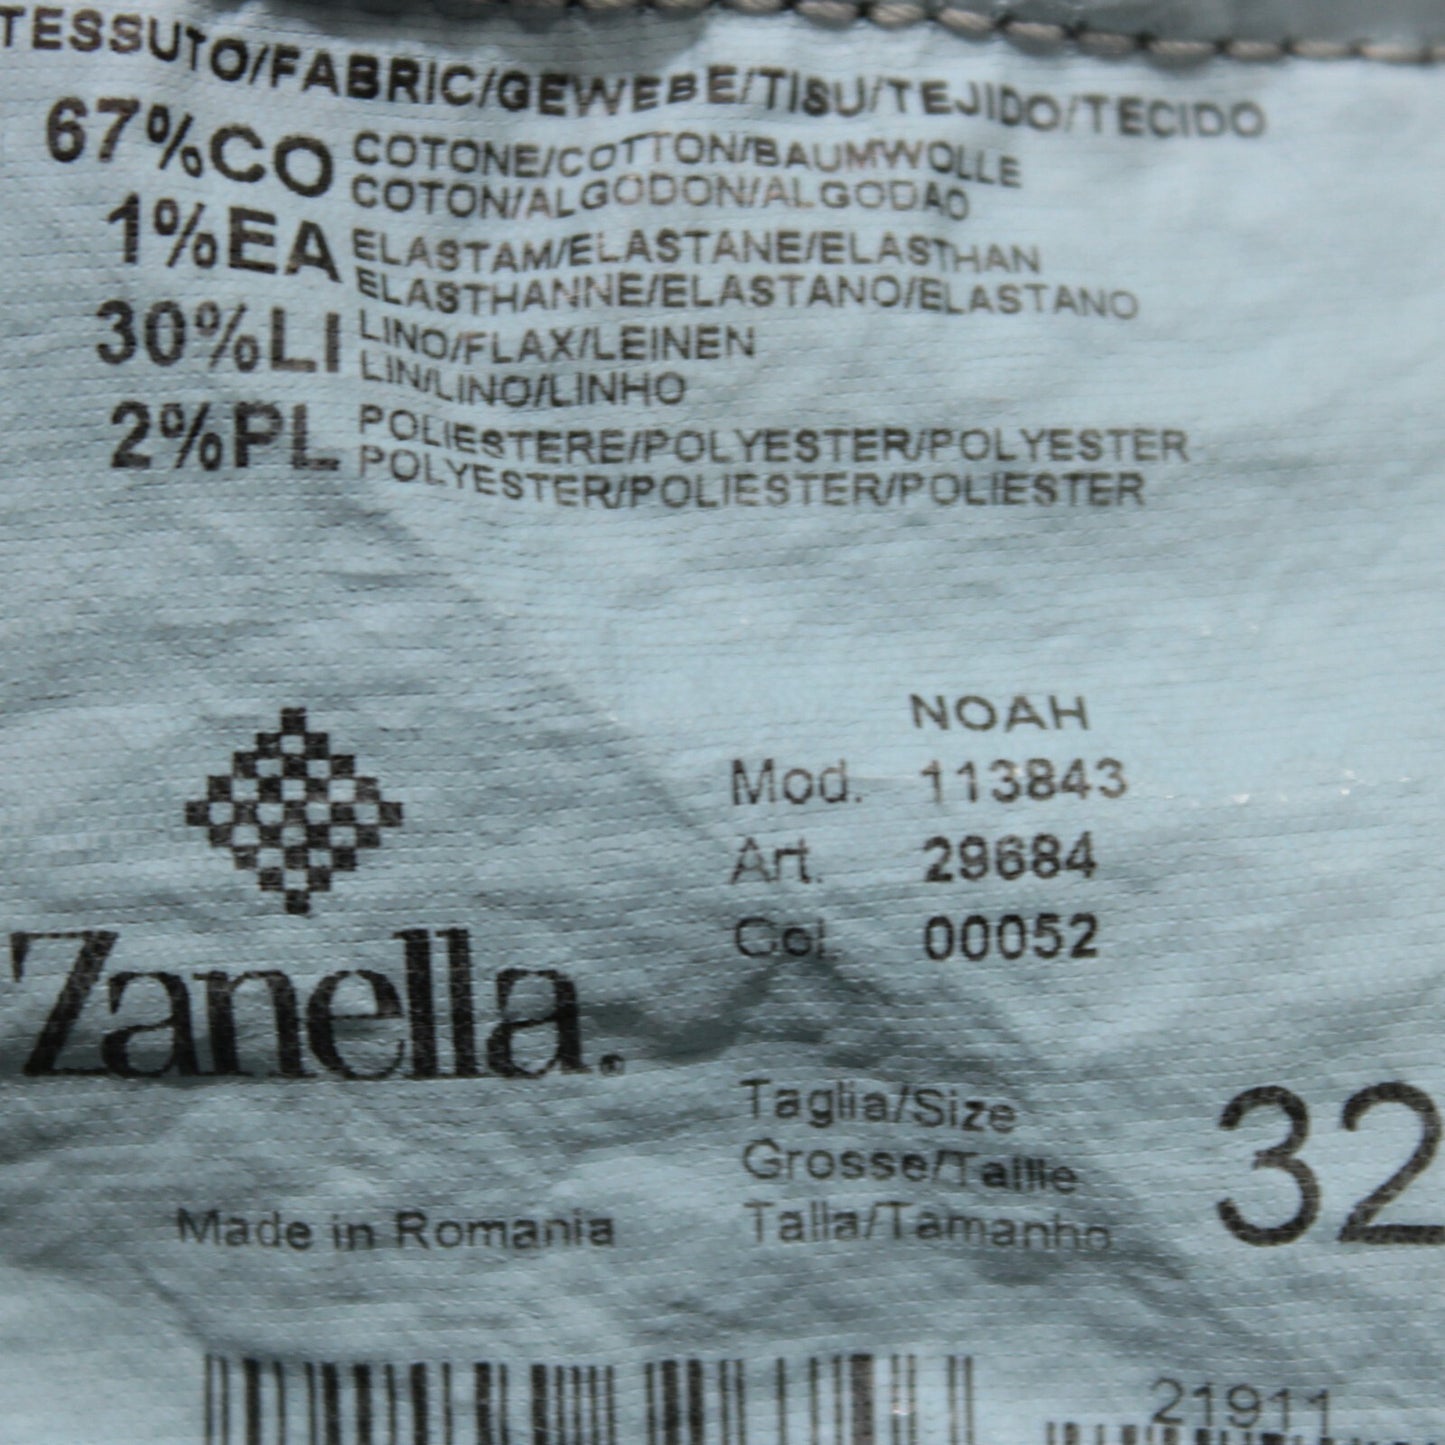 TESSUTO/FABRIC/GEWEBE/TISU/TEJIDO/TECIDO
67%CO COTONE/COTTON/BAUMWOLLE
COTON/ALGODON/ALGODAO
1%EA ELASTAM/ELASTANE/ELASTHAN
ELASTHANNE/ELASTANO/ELASTANO
30%LI LINO/FLAX/LEINEN
LIN/LINO/LINHO
2%PL POLIESTERE/POLYESTER/POLYESTER
POLYESTER/POLIESTER/POLIESTER
NOAH
Mod. 113843
Art. 29684
Col. 00052
Zanella.
Taglia/Size
Grosse/Taille
Talla/Tamanho
32
Made in Romania
21911